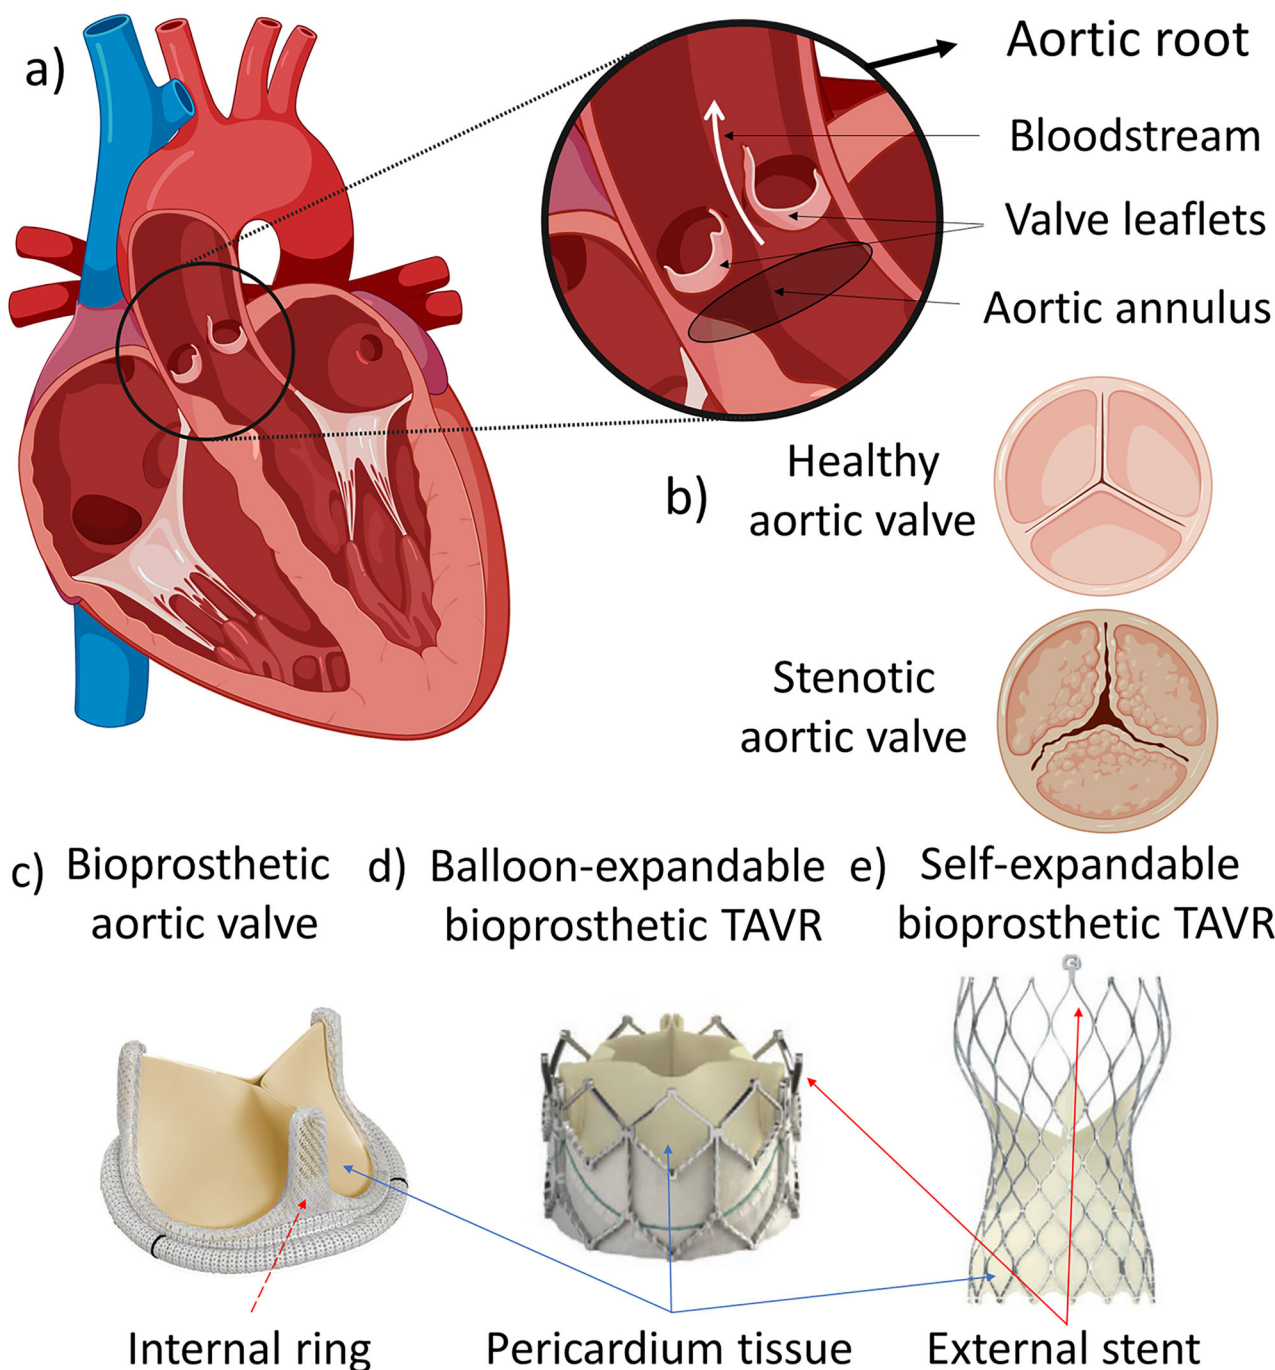 a)
Aortic root
Bloodstream
Valve leaflets
Aortic annulus
b)
Healthy
aortic valve
Stenotic
aortic valve
c) Bioprosthetic
aortic valve
d) Balloon-expandable
bioprosthetic TAVR
e) Self-expandable
bioprosthetic TAVR
Internal ring
Pericardium tissue
External stent